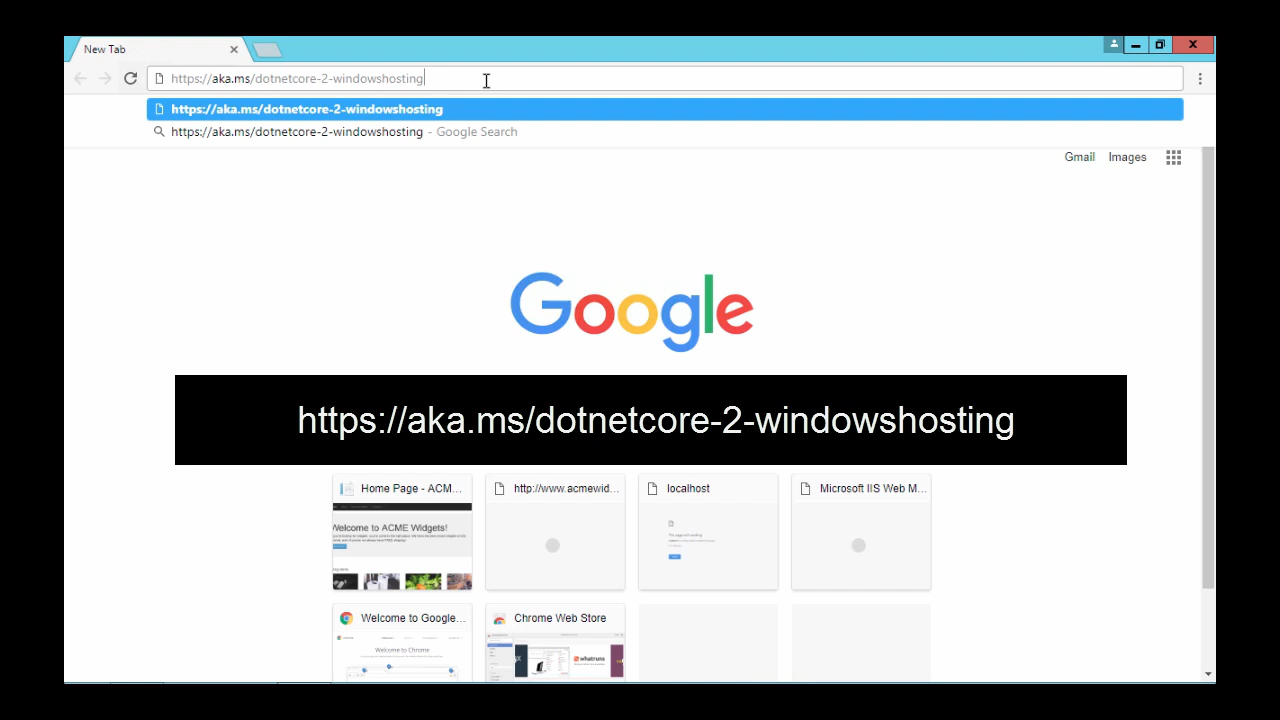 New Tab
https://aka.ms/dotnetcore-2-windowshosting
https://aka.ms/dotnetcore-2-windowshosting
https://aka.ms/dotnetcore-2-windowshosting - Google Search
Gmail Images
Google
https://aka.ms/dotnetcore-2-windowshosting
Home Page - ACM...
http://www.acmewid...
localhost
Microsoft IIS Web M...
Welcome to ACME Widgets!
Welcome to Google...
Chrome Web Store
Welcome to Chrome
whatruns